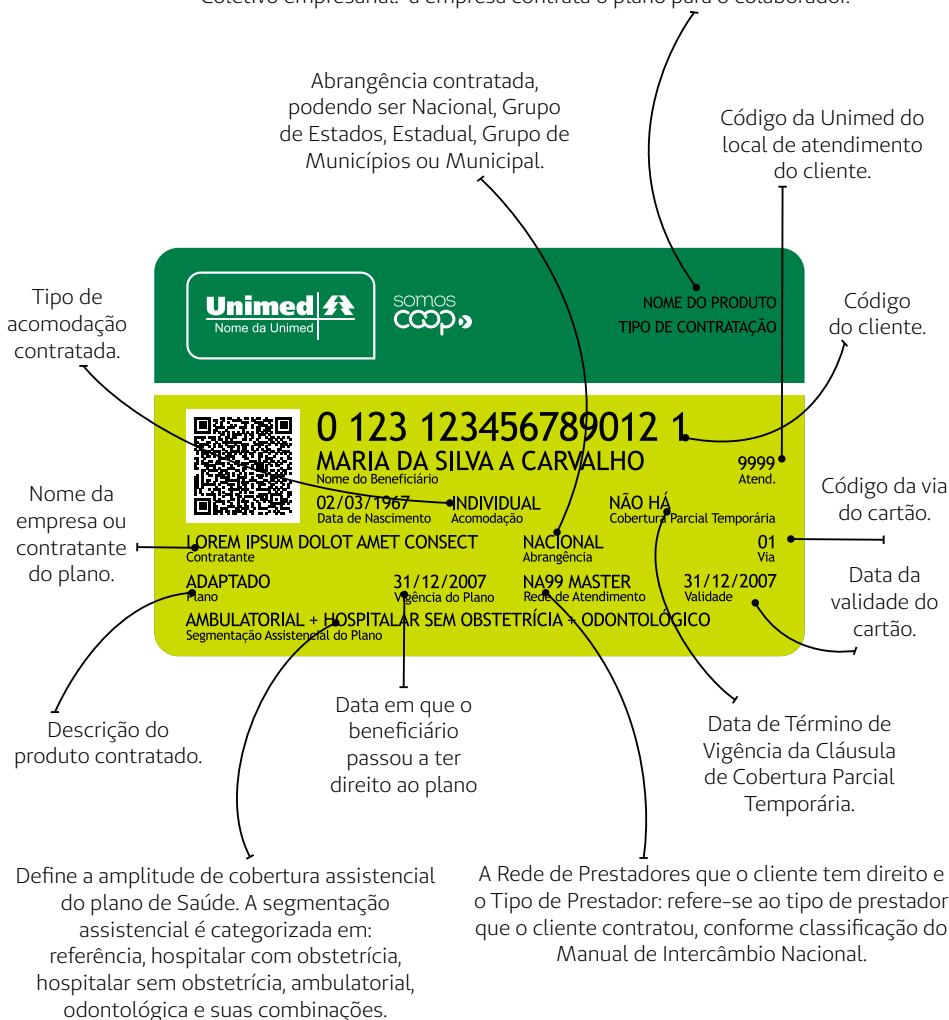 Coletivo empresarial: a empresa contrata o plano para o colaborador.
Abrangência contratada,
podendo ser Nacional, Grupo
de Estados, Estadual, Grupo de
Municípios ou Municipal.
Código da Unimed do
local de atendimento
do cliente.
Tipo de
acomodação
contratada.
Unimed
Nome da Unimed
somos
coop
NOME DO PRODUTO
TIPO DE CONTRATAÇÃO
Código
do cliente.
0 123 123456789012 1
MARIA DA SILVA A CARVALHO
Nome do Beneficiário
9999
Atend.
02/03/1967
Data de Nascimento
INDIVIDUAL
Acomodação
NÃO HÁ
Cobertura Parcial Temporária
Nome da
empresa ou
contratante
do plano.
LOREM IPSUM DOLOT AMET CONSECT
Contratante
NACIONAL
Abrangência
01
Via
Código da via
do cartão.
ADAPTADO
Plano
31/12/2007
Vigência do Plano
NA99 MASTER
Rede de Atendimento
31/12/2007
Validade
Data da
validade do
cartão.
AMBULATORIAL + HOSPITALAR SEM OBSTETRÍCIA + ODONTOLÓGICO
Segmentação Assistencial do Plano
Descrição do
produto contratado.
Data em que o
beneficiário
passou a ter
direito ao plano
Data de Término de
Vigência da Cláusula
de Cobertura Parcial
Temporária.
Define a amplitude de cobertura assistencial
do plano de Saúde. A segmentação
assistencial é categorizada em:
referência, hospitalar com obstetrícia,
hospitalar sem obstetrícia, ambulatorial,
odontológica e suas combinações.
A Rede de Prestadores que o cliente tem direito e
o Tipo de Prestador: refere-se ao tipo de prestador
que o cliente contratou, conforme classificação do
Manual de Intercâmbio Nacional.